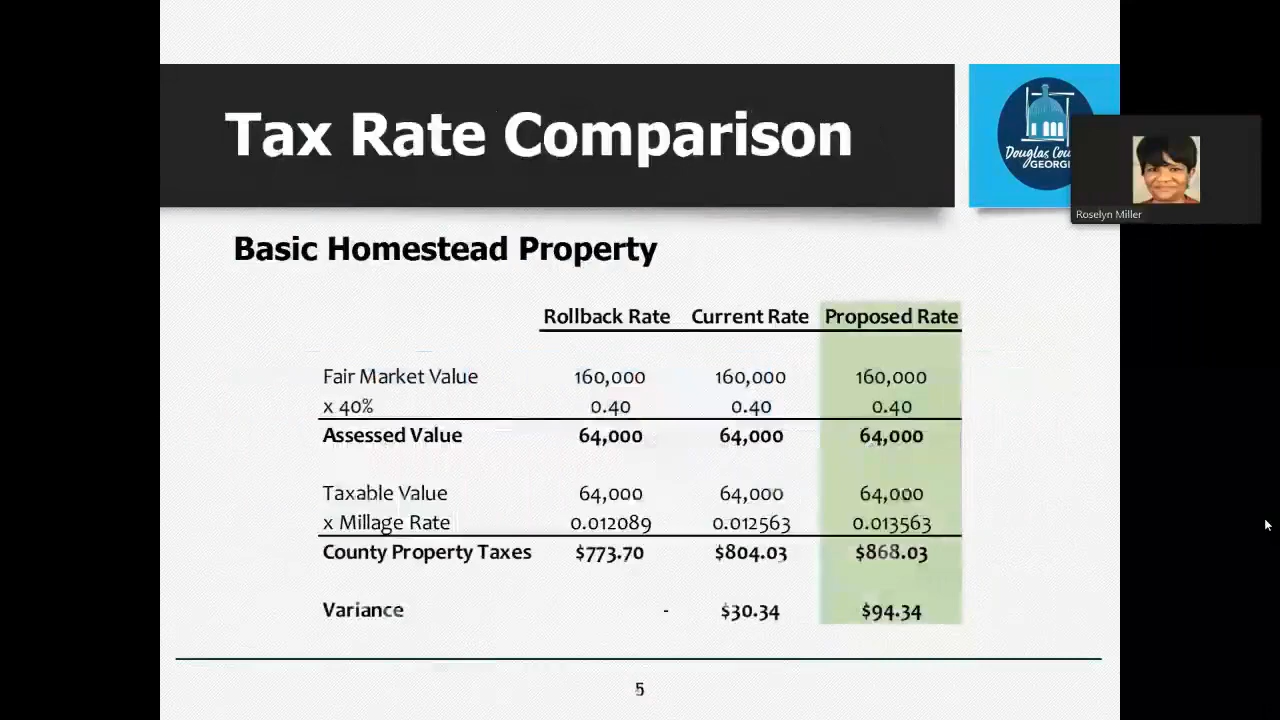 Tax Rate Comparison
Douglas Cou
GEORGI
Roselyn Miller
Basic Homestead Property
Rollback Rate Current Rate Proposed Rate
Fair Market Value 160,000 160,000 160,000
x 40% 0.40 0.40 0.40
Assessed Value 64,000 64,000 64,000
Taxable Value 64,000 64,000 64,000
x Millage Rate 0.012089 0.012563 0.013563
County Property Taxes $773.70 $804.03 $868.03
Variance - $30.34 $94.34
5